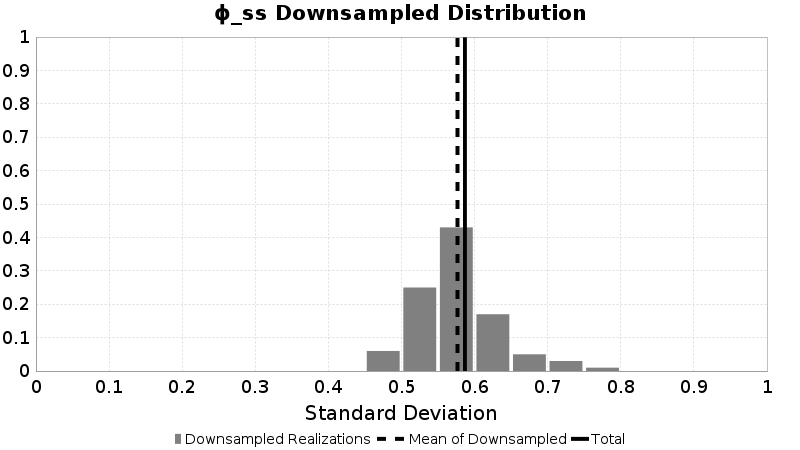 ϕ_ss Downsampled Distribution
1
0.9
0.8
0.7
0.6
0.5
0.4
0.3
0.2
0.1
0
0 0.1 0.2 0.3 0.4 0.5 0.6 0.7 0.8 0.9 1
Standard Deviation
Downsampled Realizations Mean of Downsampled Total